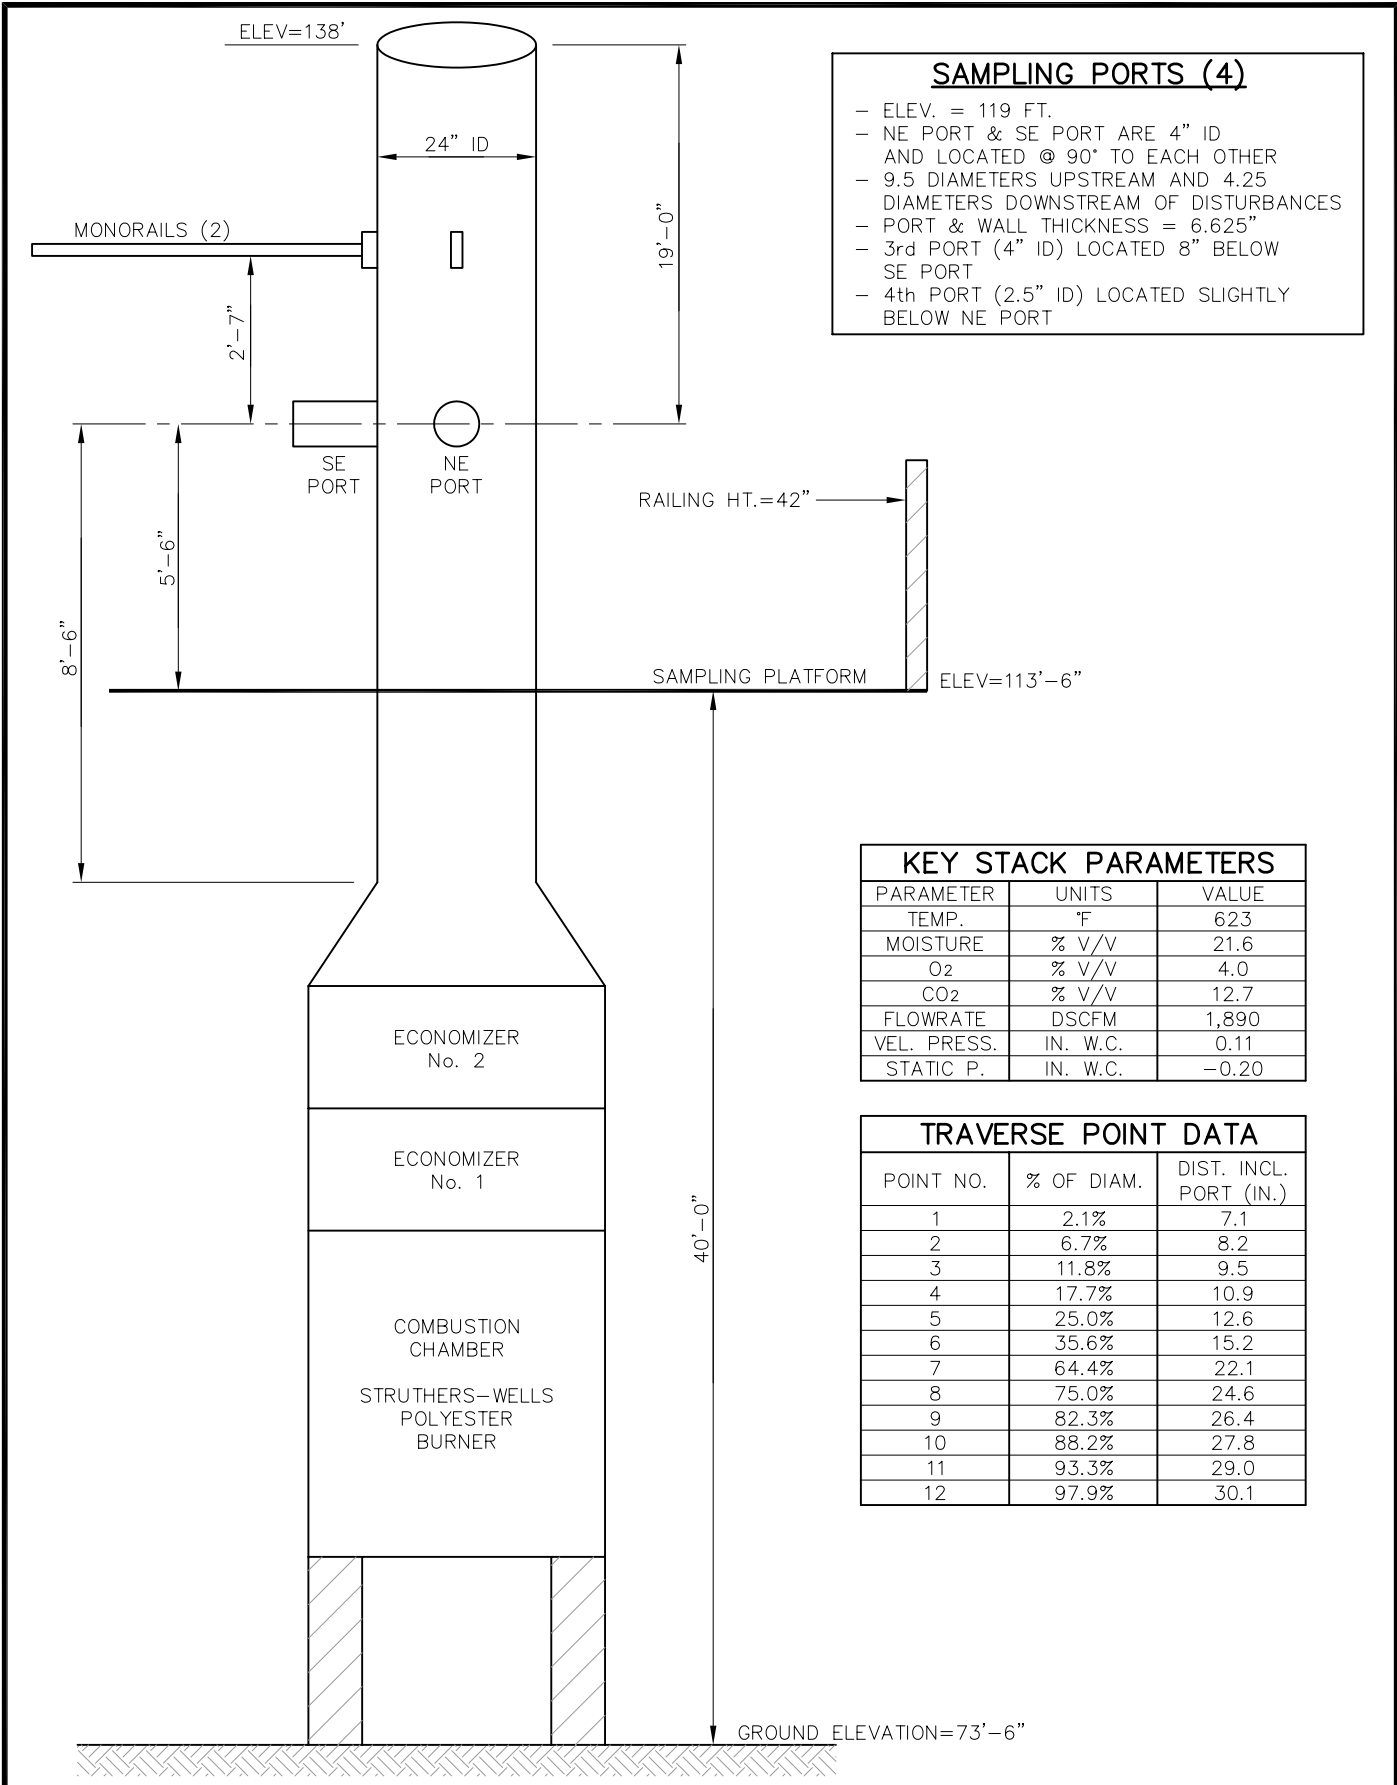 ELEV=138'
24" ID
MONORAILS (2)
19'-0"
2'-7"
SE
PORT
NE
PORT
RAILING HT.=42"
5'-6"
8'-6"
SAMPLING PLATFORM
ELEV=113'-6"
ECONOMIZER
No. 2
ECONOMIZER
No. 1
40'-0"
COMBUSTION
CHAMBER
STRUTHERS-WELLS
POLYESTER
BURNER
GROUND ELEVATION=73'-6"
SAMPLING PORTS (4)
- ELEV. = 119 FT.
- NE PORT & SE PORT ARE 4" ID
AND LOCATED @ 90° TO EACH OTHER
- 9.5 DIAMETERS UPSTREAM AND 4.25
DIAMETERS DOWNSTREAM OF DISTURBANCES
- PORT & WALL THICKNESS = 6.625"
- 3rd PORT (4" ID) LOCATED 8" BELOW
SE PORT
- 4th PORT (2.5" ID) LOCATED SLIGHTLY
BELOW NE PORT
KEY STACK PARAMETERS
PARAMETER UNITS VALUE
TEMP. °F 623
MOISTURE % V/V 21.6
O2 % V/V 4.0
CO2 % V/V 12.7
FLOWRATE DSCFM 1,890
VEL. PRESS. IN. W.C. 0.11
STATIC P. IN. W.C. -0.20
TRAVERSE POINT DATA
POINT NO. % OF DIAM. DIST. INCL.
PORT (IN.)
1 2.1% 7.1
2 6.7% 8.2
3 11.8% 9.5
4 17.7% 10.9
5 25.0% 12.6
6 35.6% 15.2
7 64.4% 22.1
8 75.0% 24.6
9 82.3% 26.4
10 88.2% 27.8
11 93.3% 29.0
12 97.9% 30.1